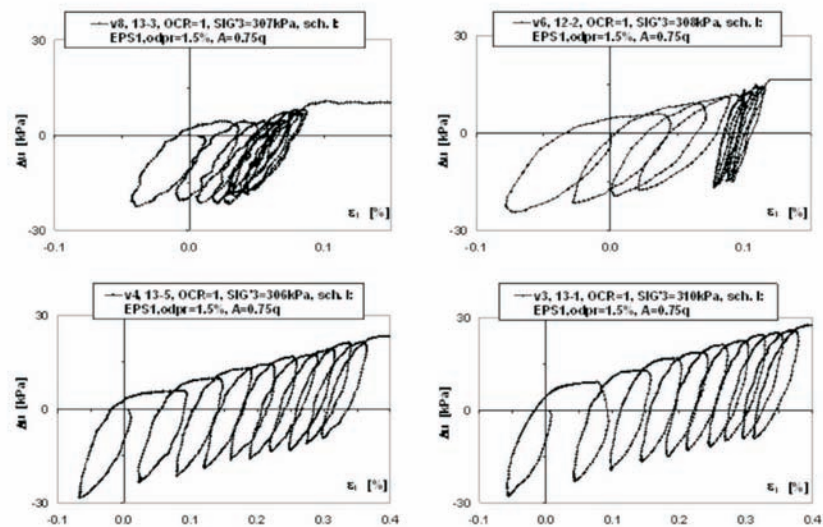 v8, 13-3, OCR=1, SIG'3=307kPa, sch. I:
EPS1,odpr=1.5%, A=0.75q
30
0
-30
Δu [kPa]
ε₁ [%]
-0.1
0.0
0.1
v6, 12-2, OCR=1, SIG'3=308kPa, sch. I:
EPS1,odpr=1.5%, A=0.75q
30
0
-30
Δu [kPa]
ε₁ [%]
-0.1
0.0
0.1
v4, 13-5, OCR=1, SIG'3=306kPa, sch. I:
EPS1,odpr=1.5%, A=0.75q
30
0
-30
Δu [kPa]
ε₁ [%]
-0.1
0.0
0.1
0.2
0.3
0.4
v3, 13-1, OCR=1, SIG'3=310kPa, sch. I:
EPS1,odpr=1.5%, A=0.75q
30
0
-30
Δu [kPa]
ε₁ [%]
-0.1
0.0
0.1
0.2
0.3
0.4